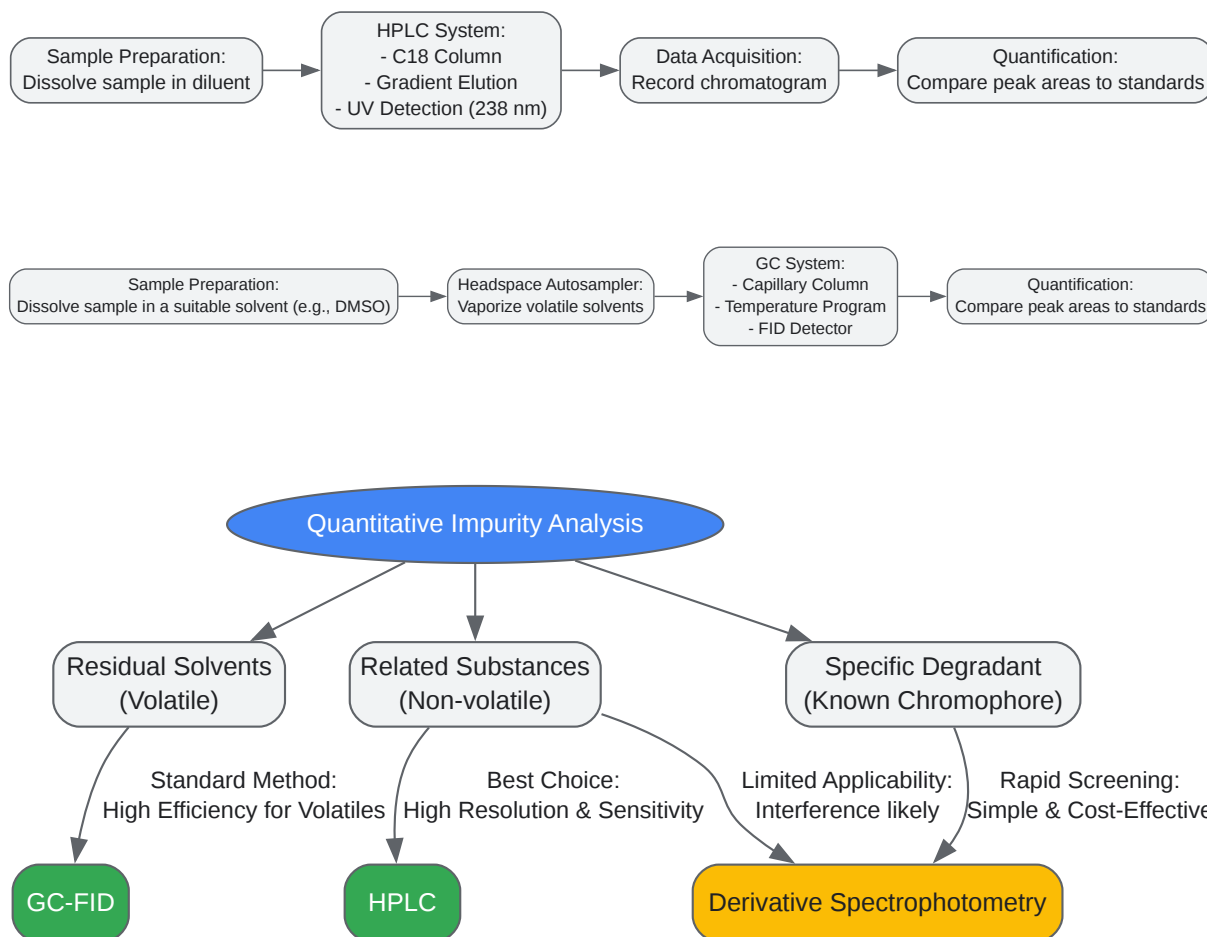 Sample Preparation:
Dissolve sample in diluent
HPLC System:
- C18 Column
- Gradient Elution
- UV Detection (238 nm)
Data Acquisition:
Record chromatogram
Quantification:
Compare peak areas to standards
Sample Preparation:
Dissolve sample in a suitable solvent (e.g., DMSO)
Headspace Autosampler:
Vaporize volatile solvents
GC System:
- Capillary Column
- Temperature Program
- FID Detector
Quantification:
Compare peak areas to standards
Quantitative Impurity Analysis
Residual Solvents
(Volatile)
Related Substances
(Non-volatile)
Specific Degradant
(Known Chromophore)
Standard Method:
High Efficiency for Volatiles
Best Choice:
High Resolution & Sensitivity
Limited Applicability:
Interference likely
Rapid Screening:
Simple & Cost-Effective
GC-FID
HPLC
Derivative Spectrophotometry